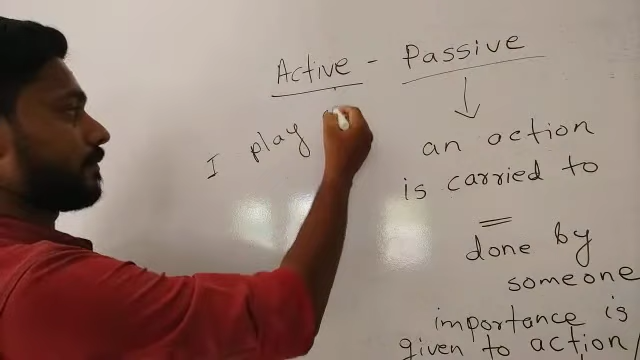 Active - Passive
I play
an action
is carried to
done by
someone
importance is
given to action